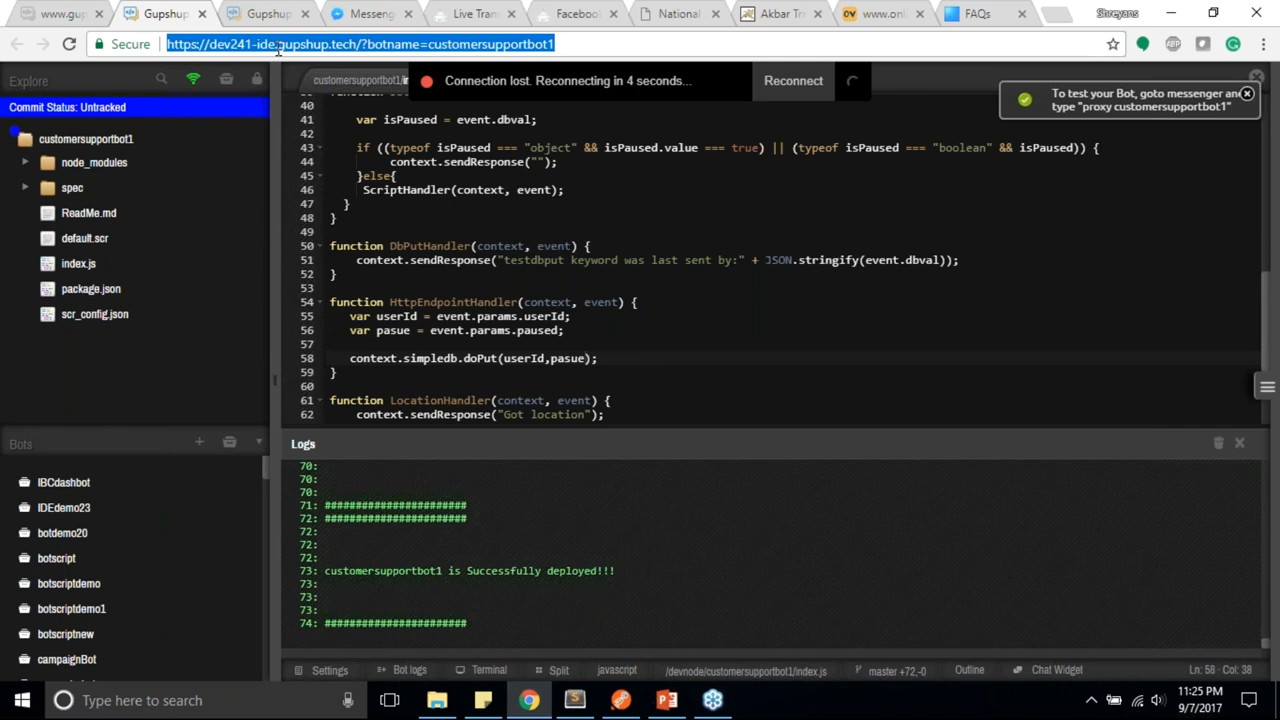 www.gup
Gupshup
Gupshup
Messeng
Live Tran
Facebook
National
Akbar Tra
www.onl
FAQs
Shreyans
Secure
https://dev241-ide.gupshup.tech/?botname=customersupportbot1
Explore
customersupportbot1/in
Connection lost. Reconnecting in 4 seconds...
Reconnect
To test your Bot, goto messenger and
type "proxy customersupportbot1"
Commit Status: Untracked
customersupportbot1
node_modules
spec
ReadMe.md
default.scr
index.js
package.json
scr_config.json
40
41 var isPaused = event.dbval;
42
43 if ((typeof isPaused === "object" && isPaused.value === true) || (typeof isPaused === "boolean" && isPaused)) {
44 context.sendResponse("");
45 }else{
46 ScriptHandler(context, event);
47 }
48 }
49
50 function DbPutHandler(context, event) {
51 context.sendResponse("testdbput keyword was last sent by:" + JSON.stringify(event.dbval));
52 }
53
54 function HttpEndpointHandler(context, event) {
55 var userId = event.params.userId;
56 var pasue = event.params.paused;
57
58 context.simpledb.doPut(userId,pasue);
59 }
60
61 function LocationHandler(context, event) {
62 context.sendResponse("Got location");
Bots
IBCdashbot
IDEdemo23
botdemo20
botscript
botscriptdemo
botscriptdemo1
botscriptnew
campaignBot
Logs
70:
70:
70:
71: #######################
72: #######################
72:
72:
72:
73: customersupportbot1 is Successfully deployed!!!
73:
73:
73:
74: #######################
Settings
Bot logs
Terminal
Split
javascript
/devnode/customersupportbot1/index.js
master +72,-0
Outline
Chat Widget
Ln: 58 - Col: 38
Type here to search
11:25 PM
9/7/2017